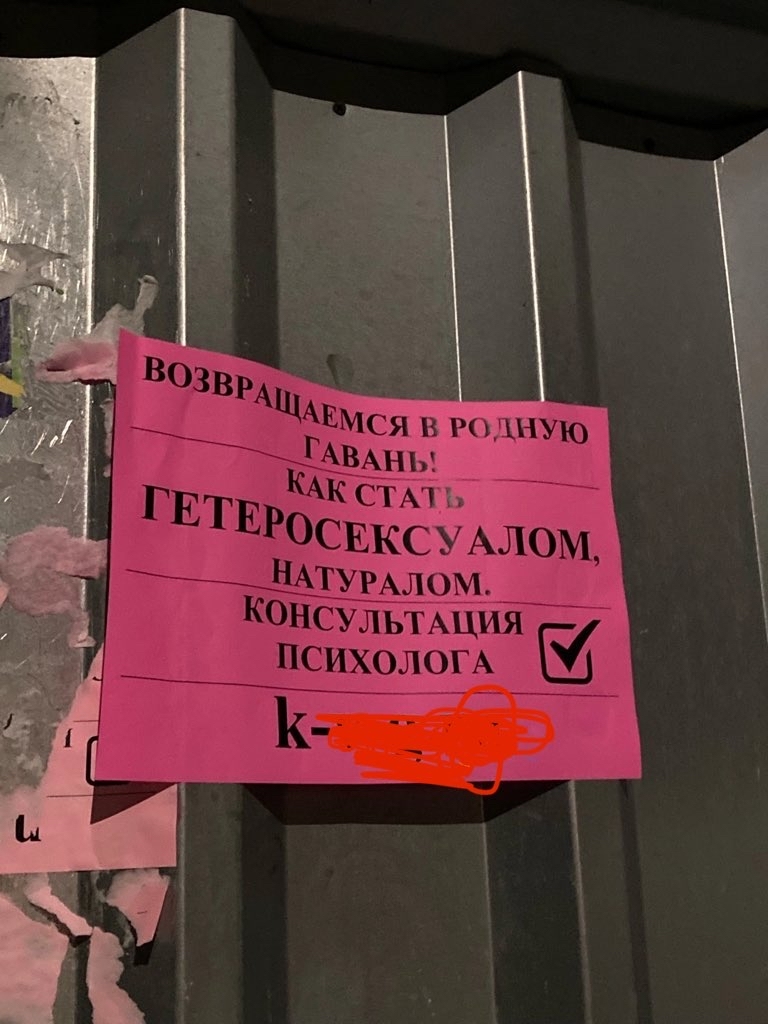 ВОЗВРАЩАЕМСЯ В РОДНУЮ
ГАВАНЬ!
КАК СТАТЬ
ГЕТЕРОСЕКСУАЛОМ,
НАТУРАЛОМ.
КОНСУЛЬТАЦИЯ
ПСИХОЛОГА
k-